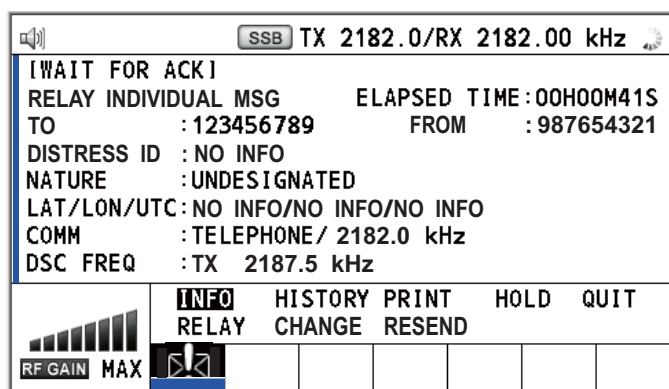 SSB TX 2182.0/RX 2182.00 kHz
[WAIT FOR ACK]
RELAY INDIVIDUAL MSG ELAPSED TIME:00H00M41S
TO :123456789 FROM :987654321
DISTRESS ID : NO INFO
NATURE :UNDESIGNATED
LAT/LON/UTC: NO INFO/NO INFO/NO INFO
COMM :TELEPHONE/ 2182.0 kHz
DSC FREQ :TX 2187.5 kHz
INFO HISTORY PRINT HOLD QUIT
RELAY CHANGE RESEND
RF GAIN MAX